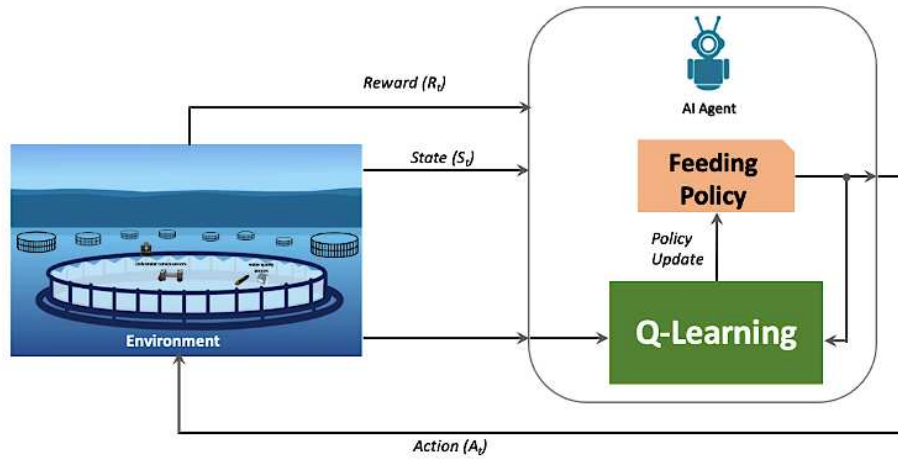 Reward (Rt)
AI Agent
State (St)
Feeding
Policy
Policy
Update
Q-Learning
Environment
Action (At)